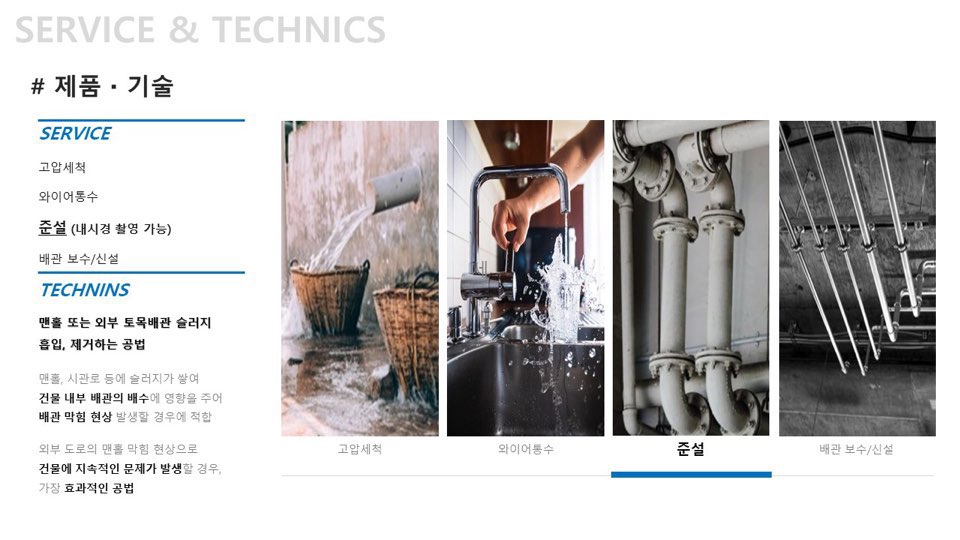 SERVICE & TECHNICS
# 제품 · 기술
SERVICE
고압세척
와이어통수
준설 (내시경 촬영 가능)
배관 보수/신설
TECHNINS
맨홀 또는 외부 토목배관 슬러지
흡입, 제거하는 공법
맨홀, 시관로 등에 슬러지가 쌓여
건물 내부 배관의 배수에 영향을 주어
배관 막힘 현상 발생할 경우에 적합
외부 도로의 맨홀 막힘 현상으로
건물에 지속적인 문제가 발생할 경우,
가장 효과적인 공법
고압세척
와이어통수
준설
배관 보수/신설